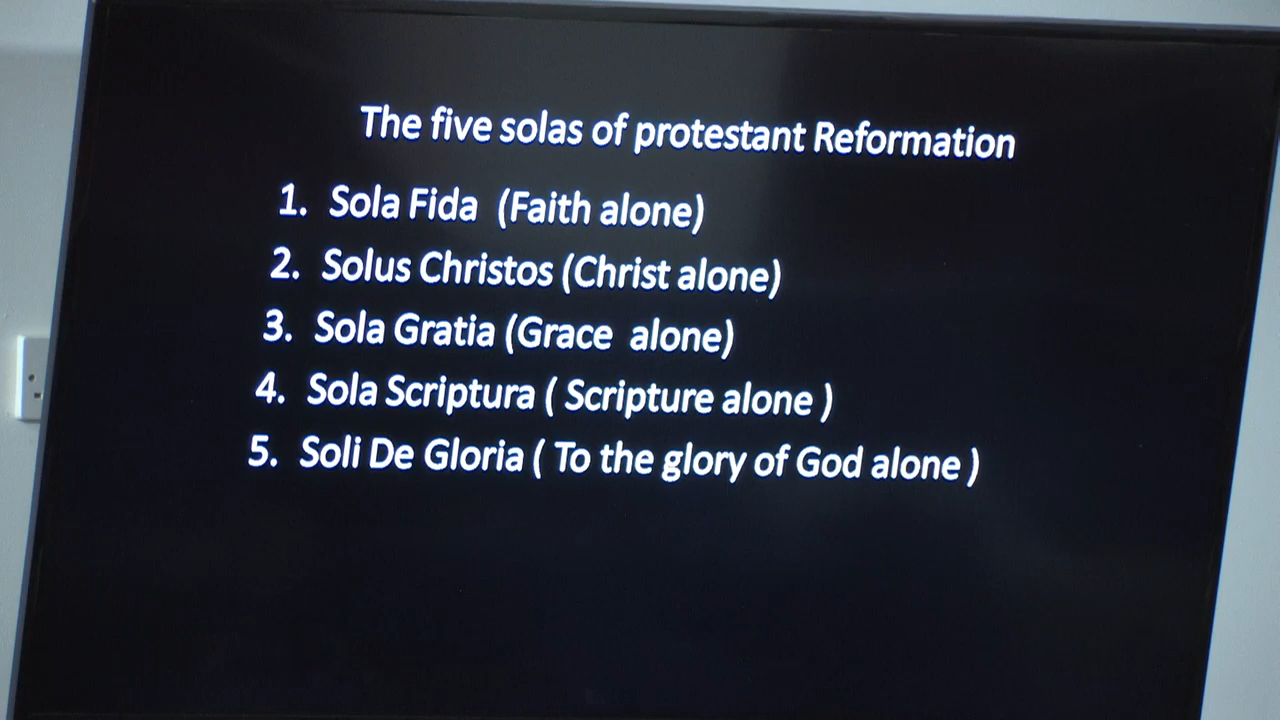 The five solas of protestant Reformation
1. Sola Fida (Faith alone)
2. Solus Christos (Christ alone)
3. Sola Gratia (Grace alone)
4. Sola Scriptura ( Scripture alone )
5. Soli De Gloria ( To the glory of God alone )